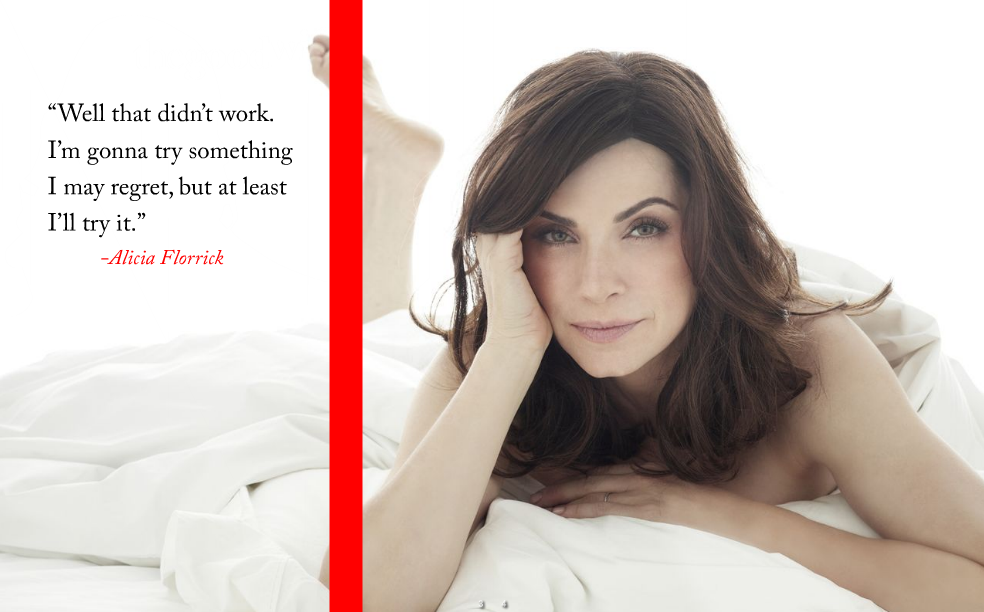 “Well that didn’t work.
I’m gonna try something
I may regret, but at least
I’ll try it.”
-Alicia Florrick